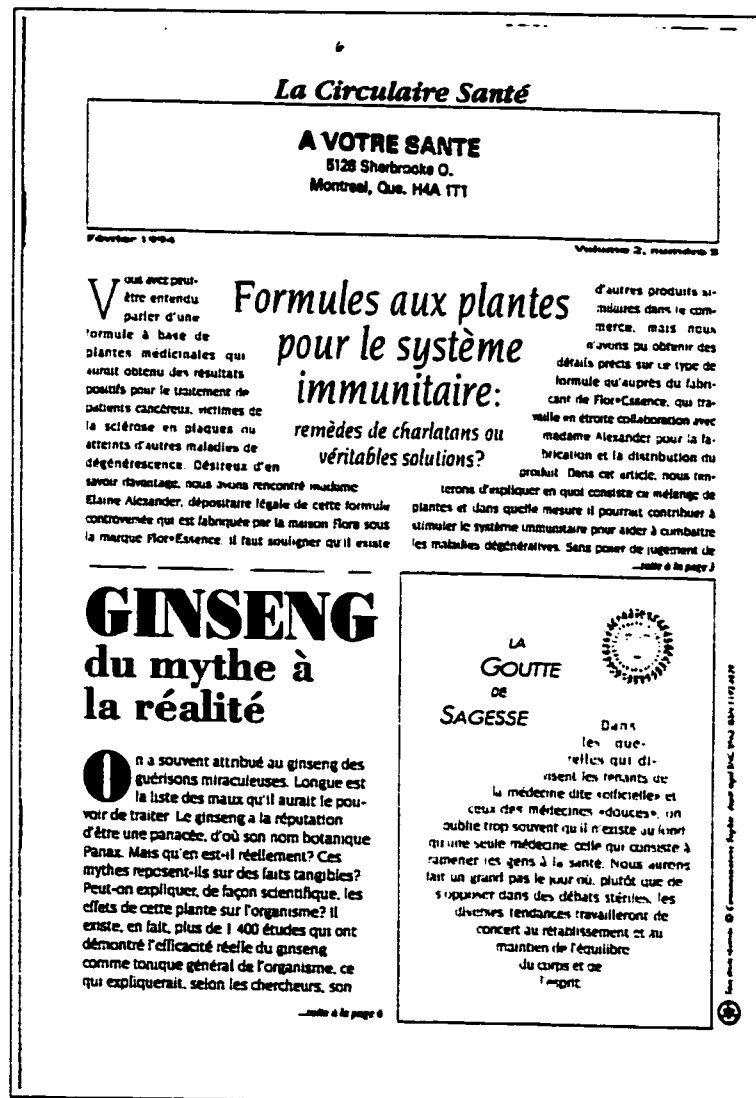 6
La Circulaire Santé
A VOTRE SANTE
5128 Sherbrooke O.
Montreal, Que. H4A 1T1
Février 1994
Volume 2, numéro 2
Formules aux plantes
pour le système
immunitaire:
remèdes de charlatans ou
véritables solutions?
Vous avez peut-
être entendu
parler d'une
formule à base de
plantes médicinales qui
aurait obtenu des résultats
positifs pour le traitement de
patients cancéreux, victimes de
la sclérose en plaques ou
atteints d'autres maladies de
dégénérescence. Désireux d'en
savoir davantage, nous avons rencontré madame
Elaine Alexander, dépositaire légale de cette formule
controversée qui est fabriquée par la maison Flora sous
la marque Flor•Essence. Il faut souligner qu'il existe
d'autres produits si-
milaires dans le com-
merce, mais nous
n'avons pu obtenir des
détails précis sur ce type de
formule qu'auprès du fabri-
cant de Flor•Essence, qui tra-
vaille en étroite collaboration avec
madame Alexander pour la fa-
brication et la distribution du
produit. Dans cet article, nous ten-
terons d'expliquer en quoi consiste ce mélange de
plantes et dans quelle mesure il pourrait contribuer à
stimuler le système immunitaire pour aider à combattre
les maladies dégénératives. Sans poser de jugement de
...suite à la page 3
GINSENG
du mythe à
la réalité
On a souvent attribué au ginseng des
guérisons miraculeuses. Longue est
la liste des maux qu'il aurait le pou-
voir de traiter. Le ginseng a la réputation
d'être une panacée, d'où son nom botanique
Panax. Mais qu'en est-il réellement? Ces
mythes reposent-ils sur des faits tangibles?
Peut-on expliquer, de façon scientifique, les
effets de cette plante sur l'organisme? Il
existe, en fait, plus de 1 400 études qui ont
démontré l'efficacité réelle du ginseng
comme tonique général de l'organisme, ce
qui expliquerait, selon les chercheurs, son
...suite à la page 6
LA
GOUTTE
DE
SAGESSE
Dans
les que-
relles qui di-
visent les tenants de
la médecine dite «officielle» et
ceux des médecines «douces», on
oublie trop souvent qu'il n'existe au fond
qu'une seule médecine, celle qui consiste à
ramener les gens à la santé. Nous aurons
fait un grand pas le jour où, plutôt que de
s'opposer dans des débats stériles, les
diverses tendances travailleront de
concert au rétablissement et au
maintien de l'équilibre
du corps et de
l'esprit.
Tous droits réservés